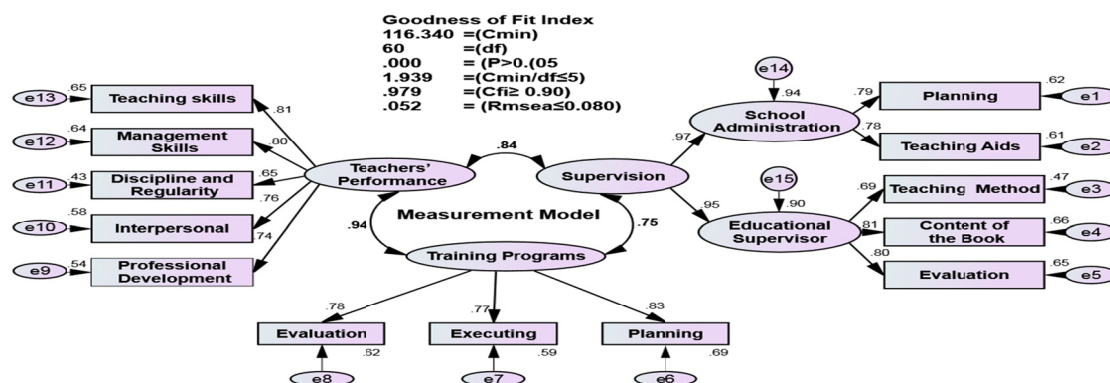 Goodness of Fit Index
116.340 =(Cmin)
60 =(df)
.000 = (P>0.(05
1.939 =(Cmin/df≤5)
.979 =(Cfi≥ 0.90)
.052 = (Rmsea≤0.080)
e13
.65
Teaching skills
.81
e12
.64
Management
Skills
.80
e11
.43
Discipline and
Regularity
.65
e10
.58
Interpersonal
.76
e9
.54
Professional
Development
.74
Teachers'
Performance
.84
Supervision
Measurement Model
.94
.75
Training Programs
.78
.77
.83
Evaluation
.62
e8
Executing
.59
e7
Planning
.69
e6
.97
.95
e14
.94
School
Administration
.79
.78
.62
Planning
e1
.61
Teaching Aids
e2
e15
.90
Educational
Supervisor
.69
.81
.80
.47
Teaching Method
e3
.66
Content of
the Book
e4
.65
Evaluation
e5